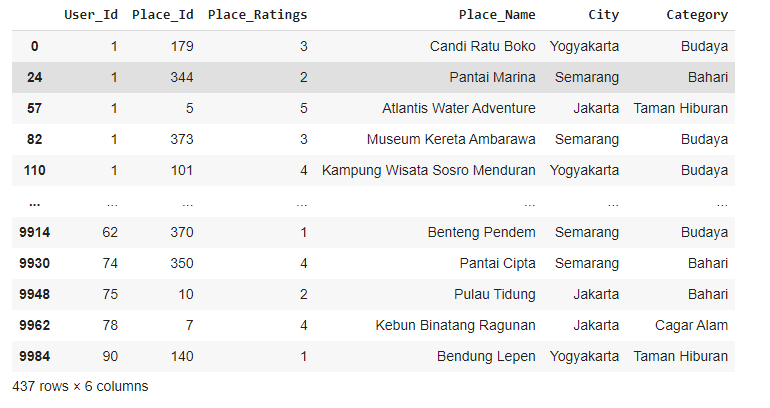 User_Id Place_Id Place_Ratings Place_Name City Category
0 1 179 3 Candi Ratu Boko Yogyakarta Budaya
24 1 344 2 Pantai Marina Semarang Bahari
57 1 5 5 Atlantis Water Adventure Jakarta Taman Hiburan
82 1 373 3 Museum Kereta Ambarawa Semarang Budaya
110 1 101 4 Kampung Wisata Sosro Menduran Yogyakarta Budaya
... ... ... ... ... ... ...
9914 62 370 1 Benteng Pendem Semarang Budaya
9930 74 350 4 Pantai Cipta Semarang Bahari
9948 75 10 2 Pulau Tidung Jakarta Bahari
9962 78 7 4 Kebun Binatang Ragunan Jakarta Cagar Alam
9984 90 140 1 Bendung Lepen Yogyakarta Taman Hiburan
437 rows × 6 columns